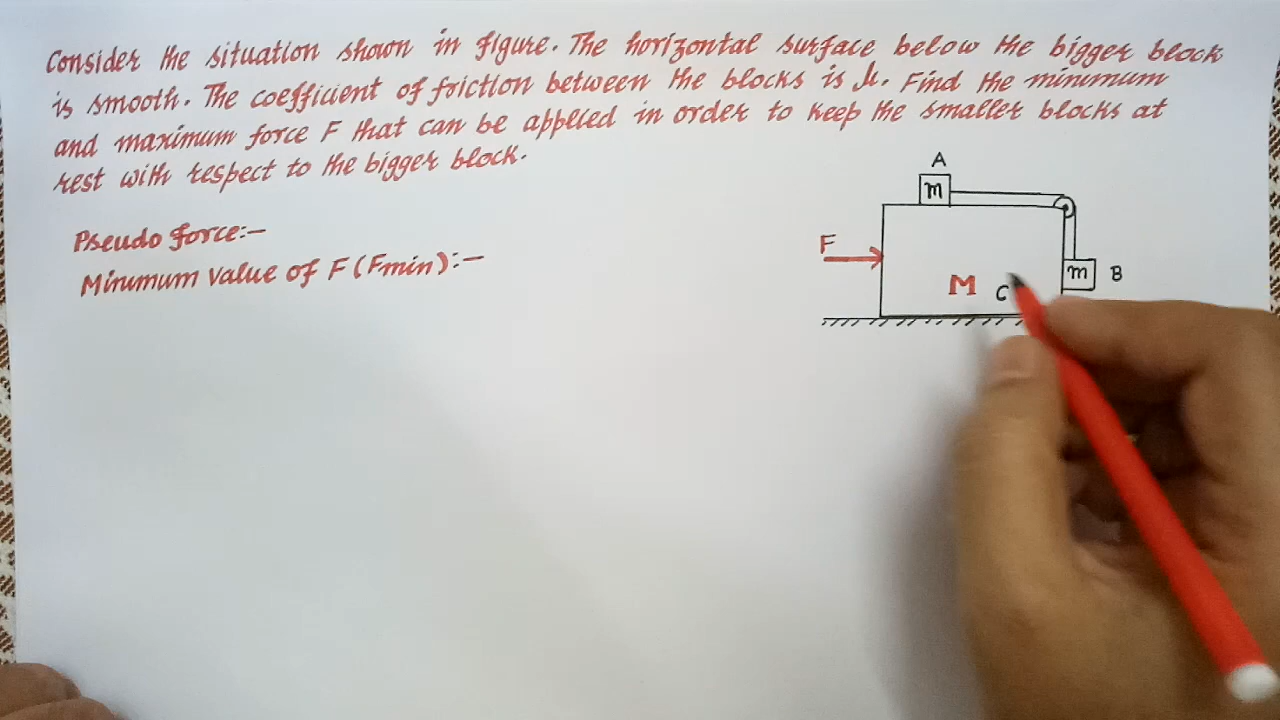 Consider the situation shown in figure. The horizontal surface below the bigger block
is smooth. The coefficient of friction between the blocks is μ. Find the minimum
and maximum force F that can be applied in order to keep the smaller blocks at
rest with respect to the bigger block.
Pseudo force:-
Minimum value of F (Fmin):-
A
m
F
M
C
m
B